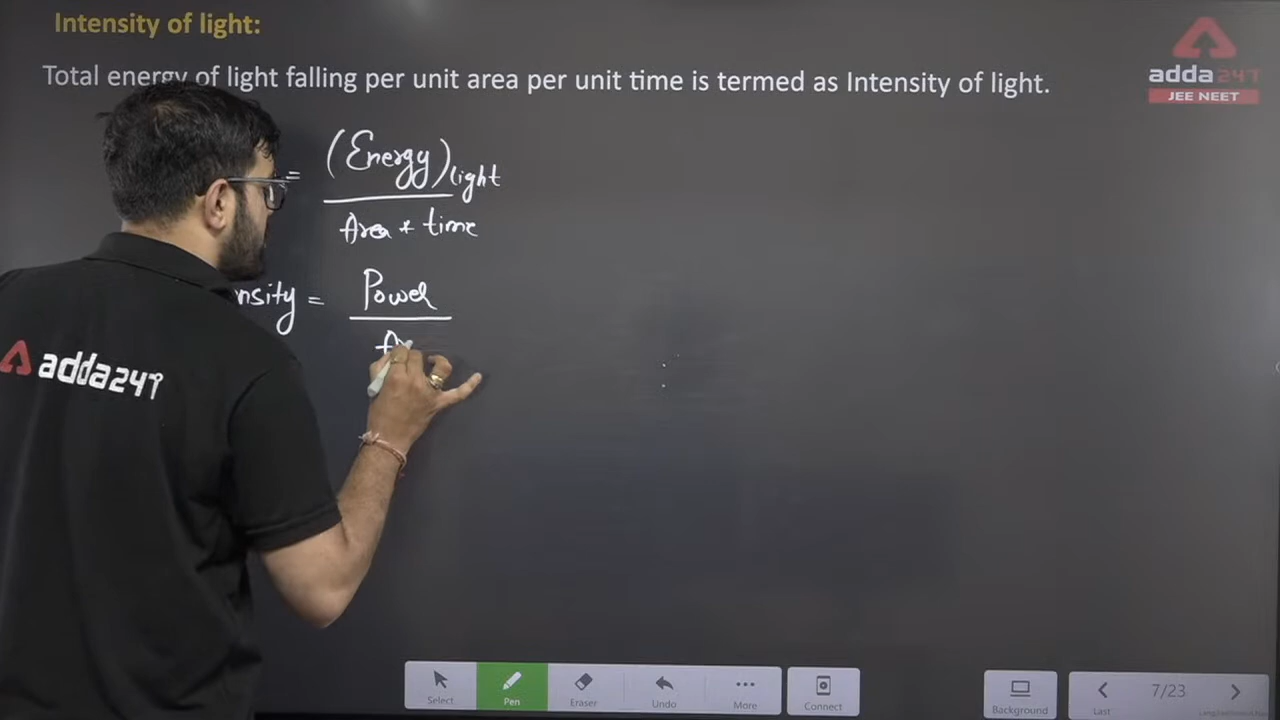 Intensity of light:
Total energy of light falling per unit area per unit time is termed as Intensity of light.
adda247
JEE NEET
= (Energy)light
Area * time
nsity = Power
adda247
Select
Pen
Eraser
Undo
More
Connect
Background
Last
7/23